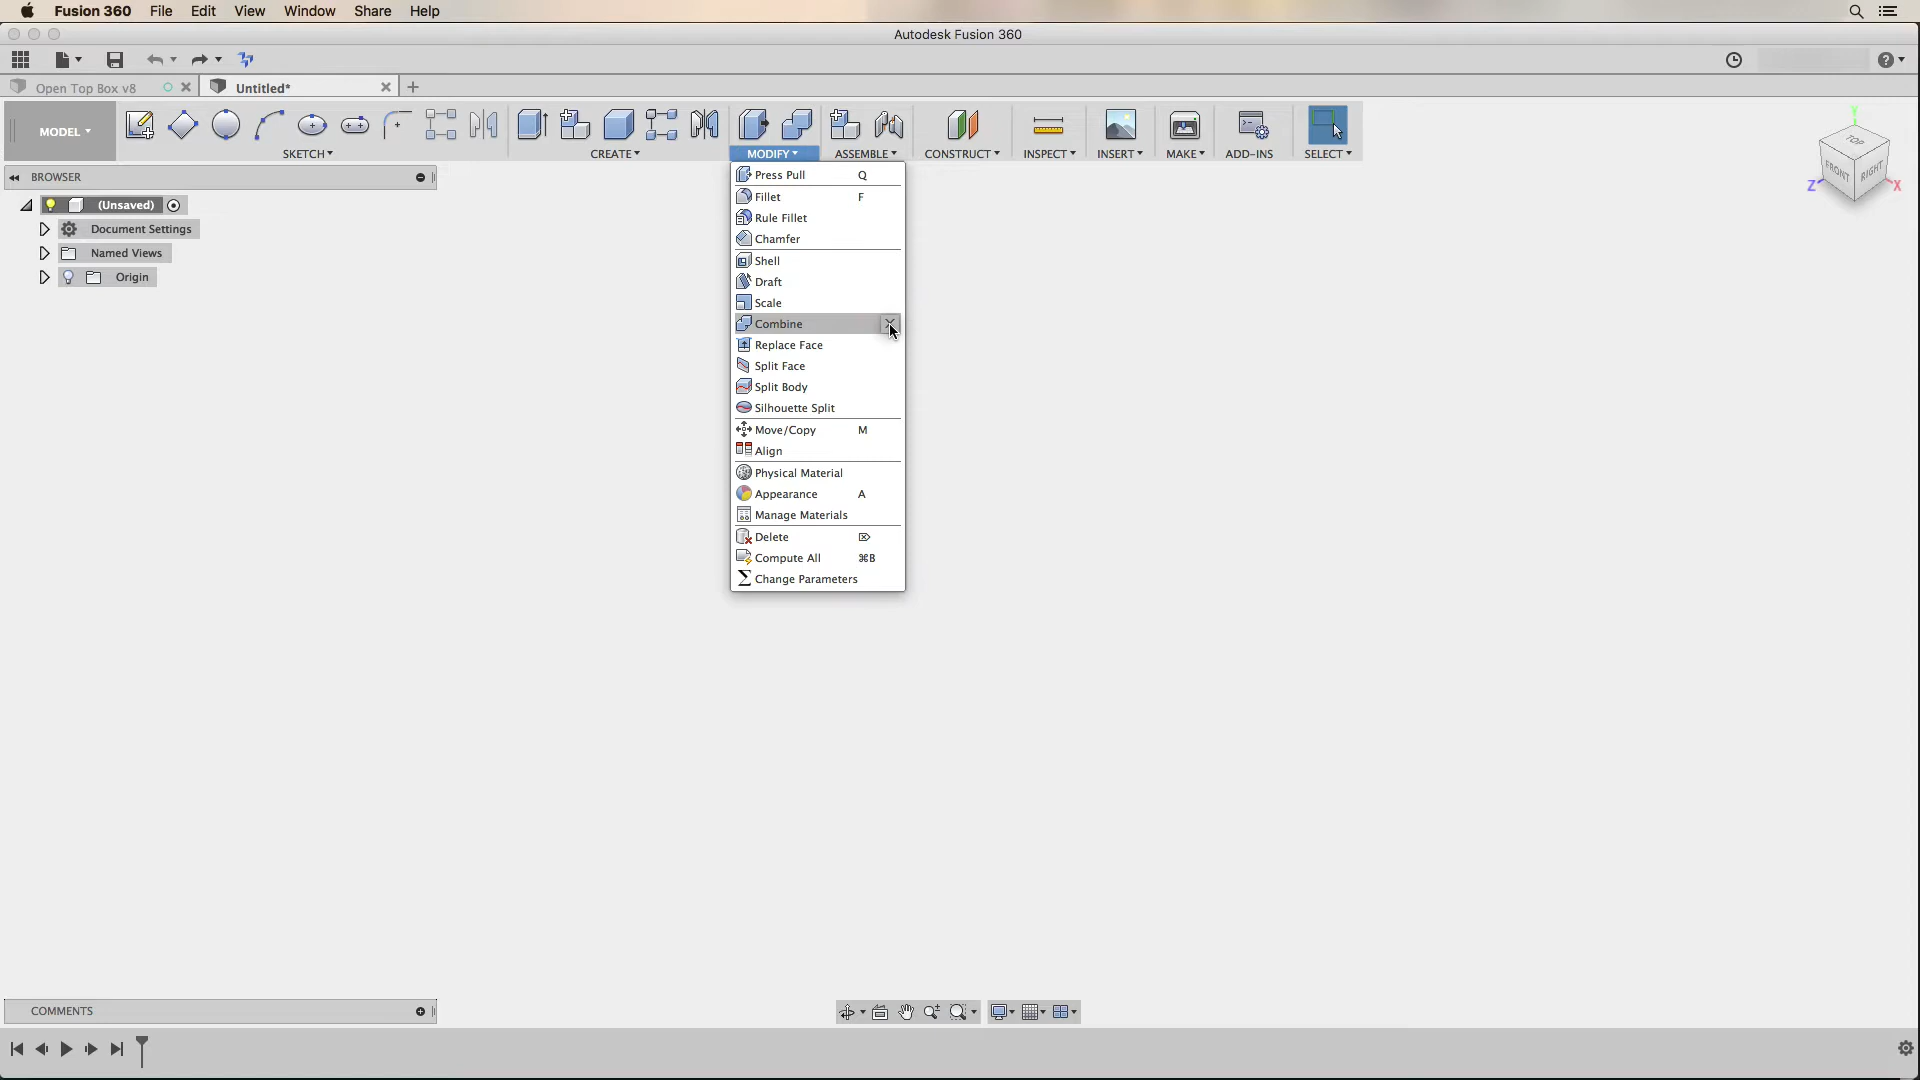 Fusion 360 File Edit View Window Share Help
Autodesk Fusion 360
Open Top Box v8
Untitled*
MODEL
SKETCH
CREATE
MODIFY
ASSEMBLE
CONSTRUCT
INSPECT
INSERT
MAKE
ADD-INS
SELECT
BROWSER
(Unsaved)
Document Settings
Named Views
Origin
Press Pull Q
Fillet F
Rule Fillet
Chamfer
Shell
Draft
Scale
Combine
Replace Face
Split Face
Split Body
Silhouette Split
Move/Copy M
Align
Physical Material
Appearance A
Manage Materials
Delete ⌦
Compute All ⌘B
Change Parameters
Y
TOP
FRONT
RIGHT
Z
X
COMMENTS